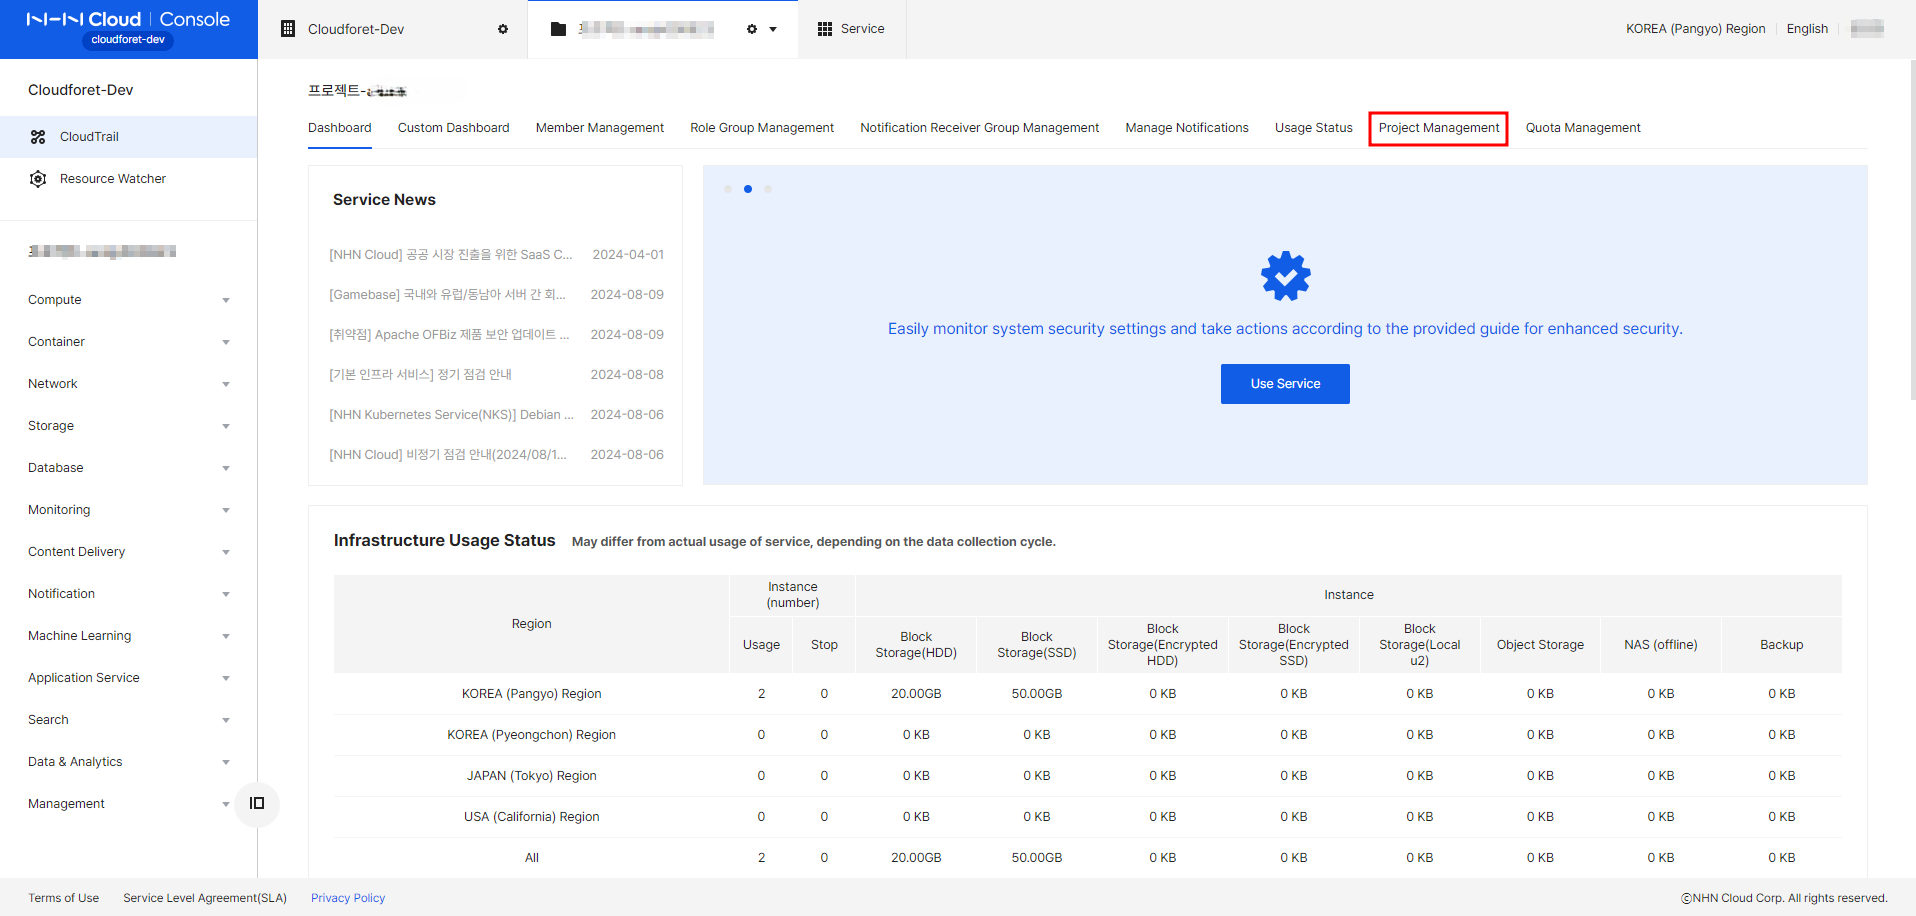 NHN Cloud | Console
cloudforet-dev
Cloudforet-Dev
Service
KOREA (Pangyo) Region
English
Cloudforet-Dev
CloudTrail
Resource Watcher
Compute
Container
Network
Storage
Database
Monitoring
Content Delivery
Notification
Machine Learning
Application Service
Search
Data & Analytics
Management
프로젝트-
Dashboard Custom Dashboard Member Management Role Group Management Notification Receiver Group Management Manage Notifications Usage Status Project Management Quota Management
Service News
[NHN Cloud] 공공 시장 진출을 위한 SaaS C... 2024-04-01
[Gamebase] 국내와 유럽/동남아 서버 간 회... 2024-08-09
[취약점] Apache OFBiz 제품 보안 업데이트 ... 2024-08-09
[기본 인프라 서비스] 정기 점검 안내 2024-08-08
[NHN Kubernetes Service(NKS)] Debian ... 2024-08-06
[NHN Cloud] 비정기 점검 안내(2024/08/1... 2024-08-06
Easily monitor system security settings and take actions according to the provided guide for enhanced security.
Use Service
Infrastructure Usage Status May differ from actual usage of service, depending on the data collection cycle.
Region
Instance
(number)
Instance
Usage
Stop
Block
Storage(HDD)
Block
Storage(SSD)
Block
Storage(Encrypted
HDD)
Block
Storage(Encrypted
SSD)
Block
Storage(Local
u2)
Object Storage
NAS (offline)
Backup
KOREA (Pangyo) Region 2 0 20.00GB 50.00GB 0 KB 0 KB 0 KB 0 KB 0 KB 0 KB
KOREA (Pyeongchon) Region 0 0 0 KB 0 KB 0 KB 0 KB 0 KB 0 KB 0 KB 0 KB
JAPAN (Tokyo) Region 0 0 0 KB 0 KB 0 KB 0 KB 0 KB 0 KB 0 KB 0 KB
USA (California) Region 0 0 0 KB 0 KB 0 KB 0 KB 0 KB 0 KB 0 KB 0 KB
All 2 0 20.00GB 50.00GB 0 KB 0 KB 0 KB 0 KB 0 KB 0 KB
Terms of Use Service Level Agreement(SLA) Privacy Policy
ⓒNHN Cloud Corp. All rights reserved.